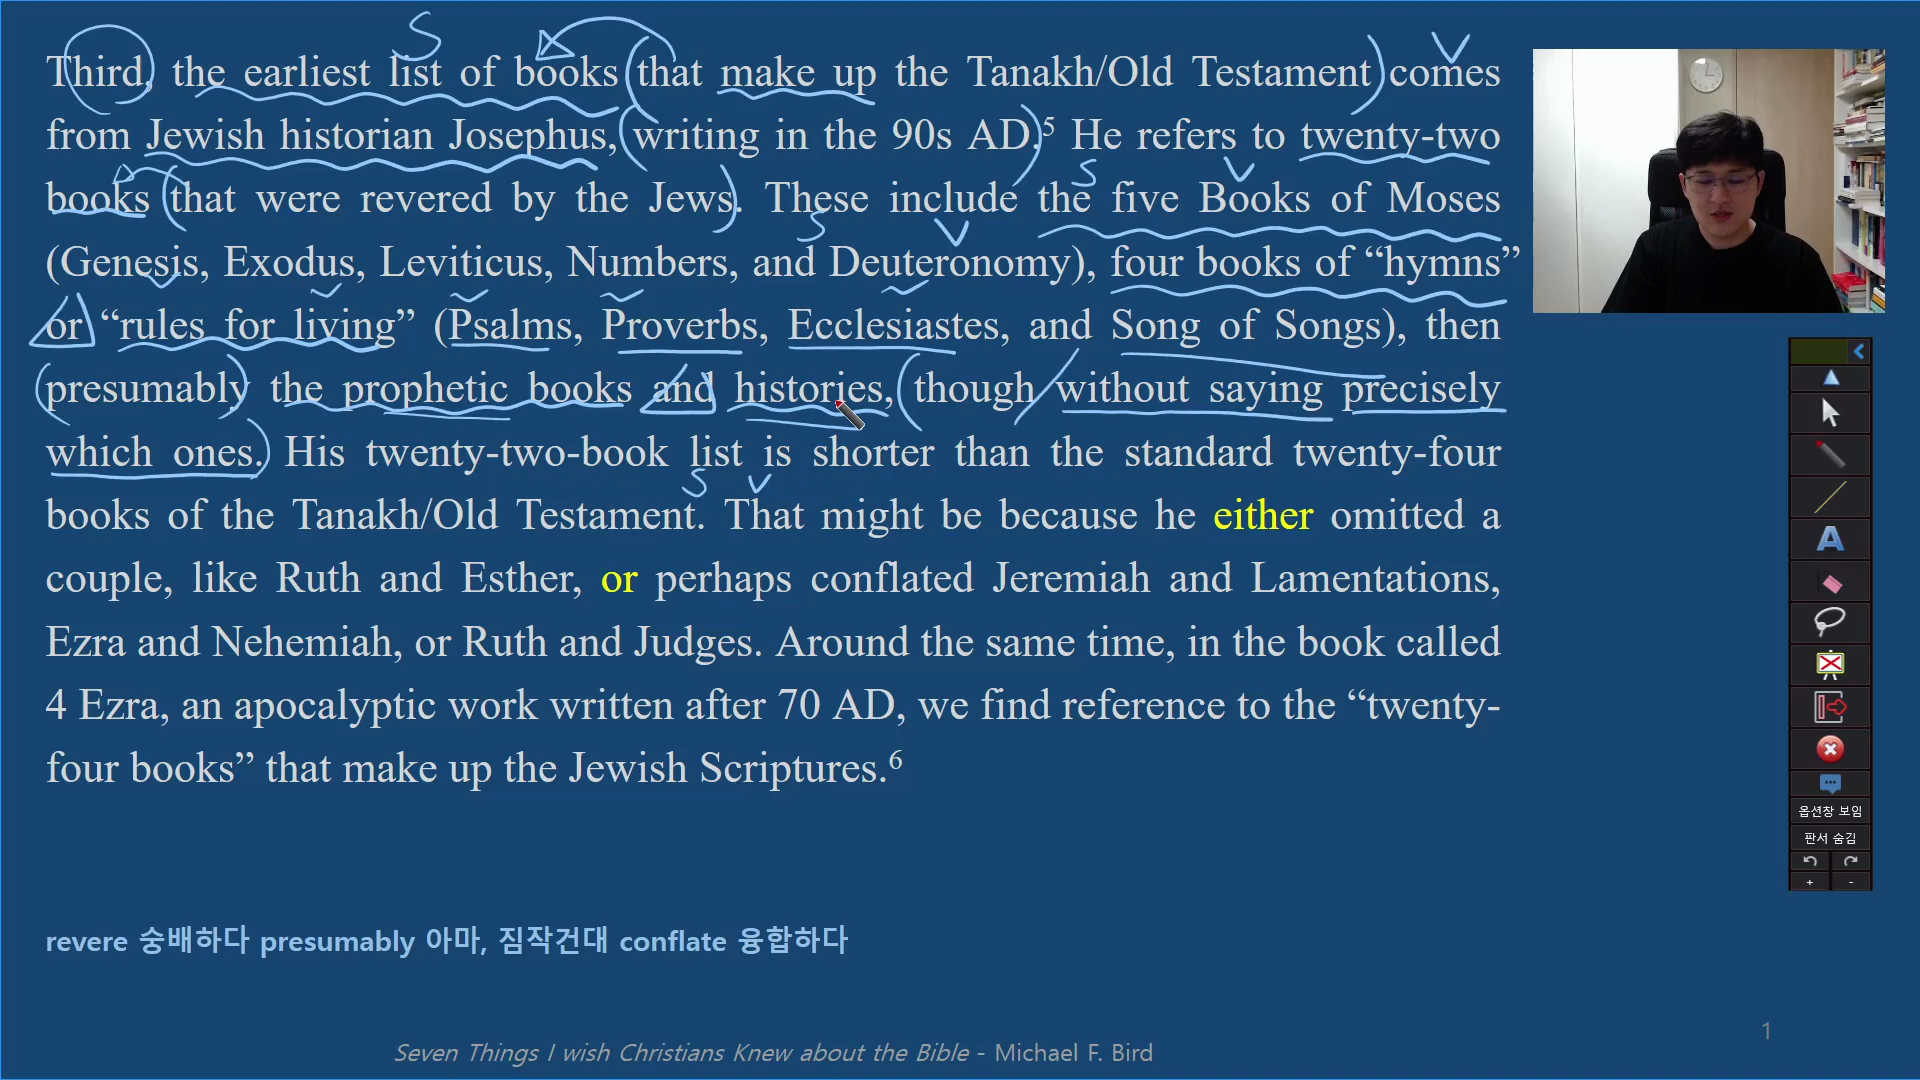 Third, the earliest list of books that make up the Tanakh/Old Testament comes
from Jewish historian Josephus, writing in the 90s AD.5 He refers to twenty-two
books that were revered by the Jews. These include the five Books of Moses
(Genesis, Exodus, Leviticus, Numbers, and Deuteronomy), four books of “hymns”
or “rules for living” (Psalms, Proverbs, Ecclesiastes, and Song of Songs), then
presumably the prophetic books and histories, though without saying precisely
which ones. His twenty-two-book list is shorter than the standard twenty-four
books of the Tanakh/Old Testament. That might be because he either omitted a
couple, like Ruth and Esther, or perhaps conflated Jeremiah and Lamentations,
Ezra and Nehemiah, or Ruth and Judges. Around the same time, in the book called
4 Ezra, an apocalyptic work written after 70 AD, we find reference to the “twenty-
four books” that make up the Jewish Scriptures.6
revere 숭배하다 presumably 아마, 짐작건대 conflate 융합하다
Seven Things I wish Christians Knew about the Bible - Michael F. Bird
1
S
V
S
V
S
V
S
V
A
옵션창 보임
판서 숨김
+ -